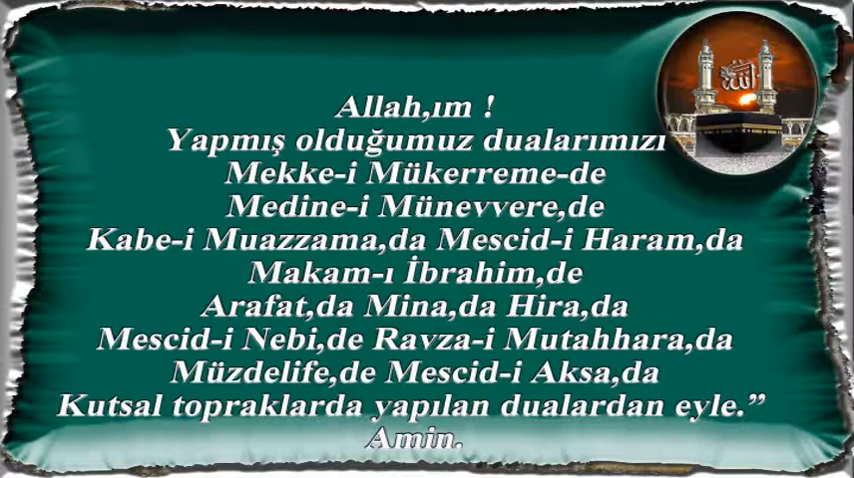 Allah,ım !
Yapmış olduğumuz dualarımızı
Mekke-i Mükerreme-de
Medine-i Münevvere,de
Kabe-i Muazzama,da Mescid-i Haram,da
Makam-ı İbrahim,de
Arafat,da Mina,da Hira,da
Mescid-i Nebi,de Ravza-i Mutahhara,da
Müzdelife,de Mescid-i Aksa,da
Kutsal topraklarda yapılan dualardan eyle.”
Amin.
الله